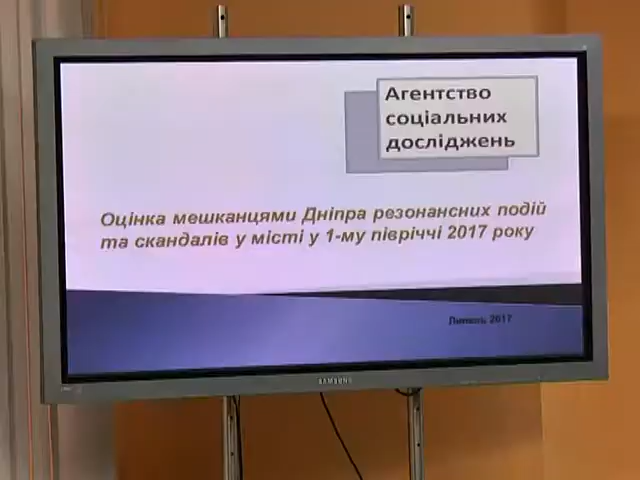 Агентство
соціальних
досліджень
Оцінка мешканцями Дніпра резонансних подій
та скандалів у місті у 1-му півріччі 2017 року
Липень 2017
SAMSUNG